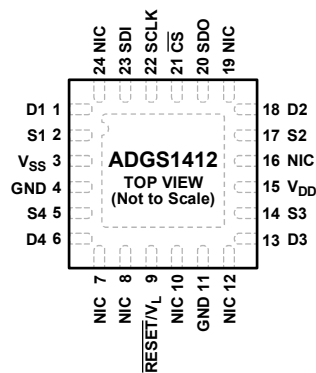 24 NIC
23 SDI
22 SCLK
21 C̅S̅
20 SDO
19 NIC
D1 1
S1 2
VSS 3
GND 4
S4 5
D4 6
18 D2
17 S2
16 NIC
15 VDD
14 S3
13 D3
ADGS1412
TOP VIEW
(Not to Scale)
NIC 7
NIC 8
R̅E̅S̅E̅T̅/VL 9
NIC 10
GND 11
NIC 12